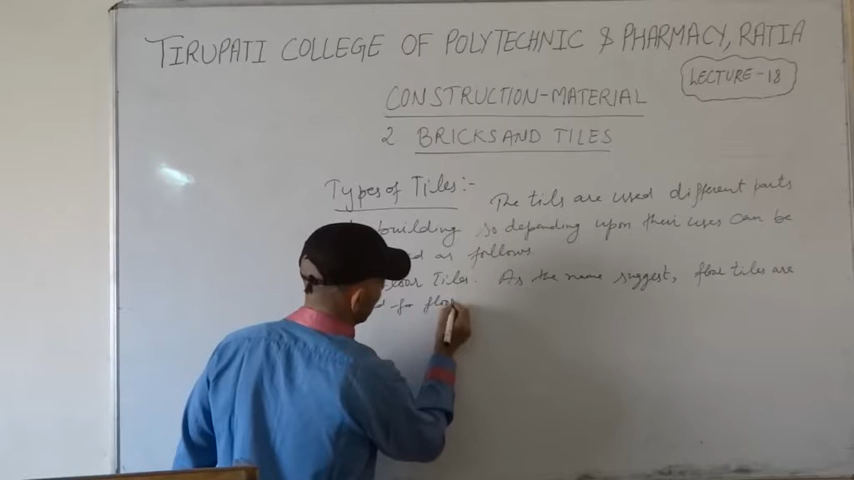 TIRUPATI COLLEGE OF POLYTECHNIC & PHARMACY, RATIA
LECTURE-18
CONSTRUCTION-MATERIAL
2 BRICKS AND TILES
Types of Tiles:- The tils are used different parts
building so depending upon their uses can be
as follows
Tiles. As the name suggest, floor tiles are
for floo